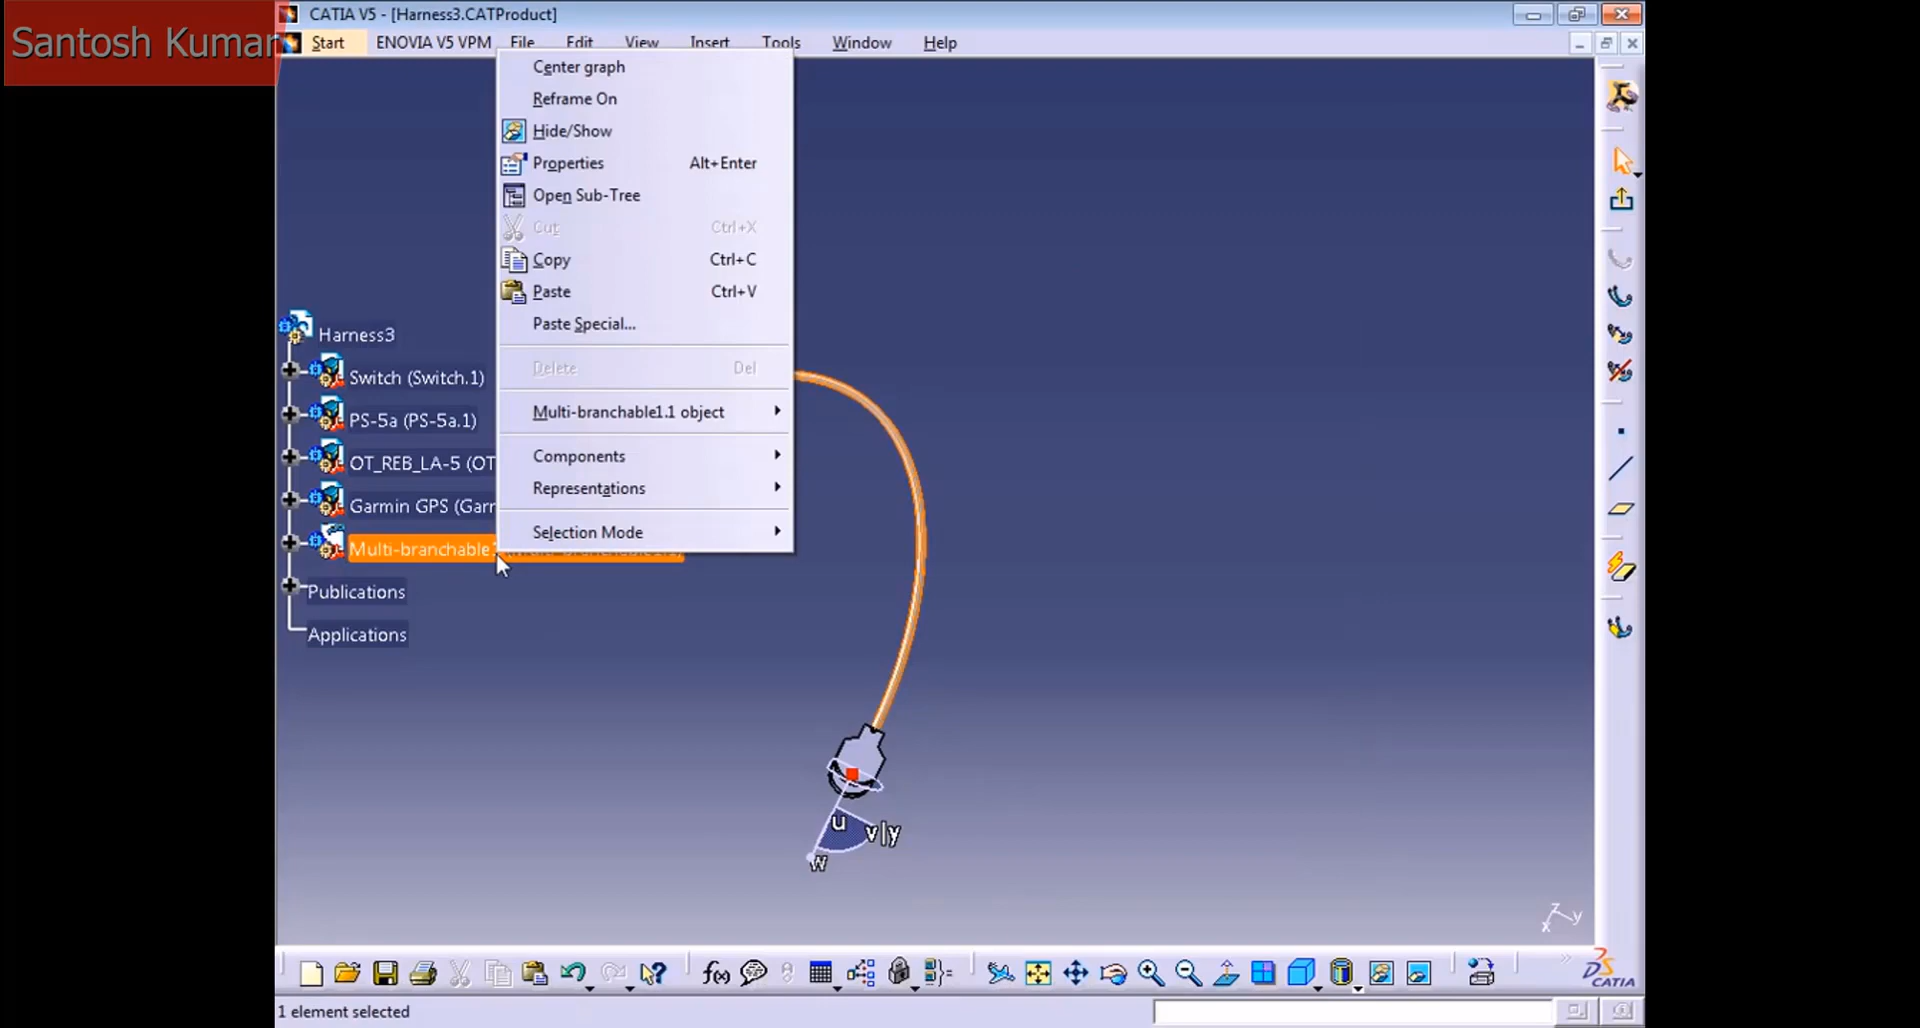 Santosh Kumar
CATIA V5 - [Harness3.CATProduct]
Start ENOVIA V5 VPM File Edit View Insert Tools Window Help
Center graph
Reframe On
Hide/Show
Properties Alt+Enter
Open Sub-Tree
Cut Ctrl+X
Copy Ctrl+C
Paste Ctrl+V
Paste Special...
Delete Del
Multi-branchable1.1 object
Components
Representations
Selection Mode
Harness3
Switch (Switch.1)
PS-5a (PS-5a.1)
OT_REB_LA-5 (OT
Garmin GPS (Garr
Multi-branchable
Publications
Applications
u
v|y
w
z
y
x
f(x)
CATIA
1 element selected